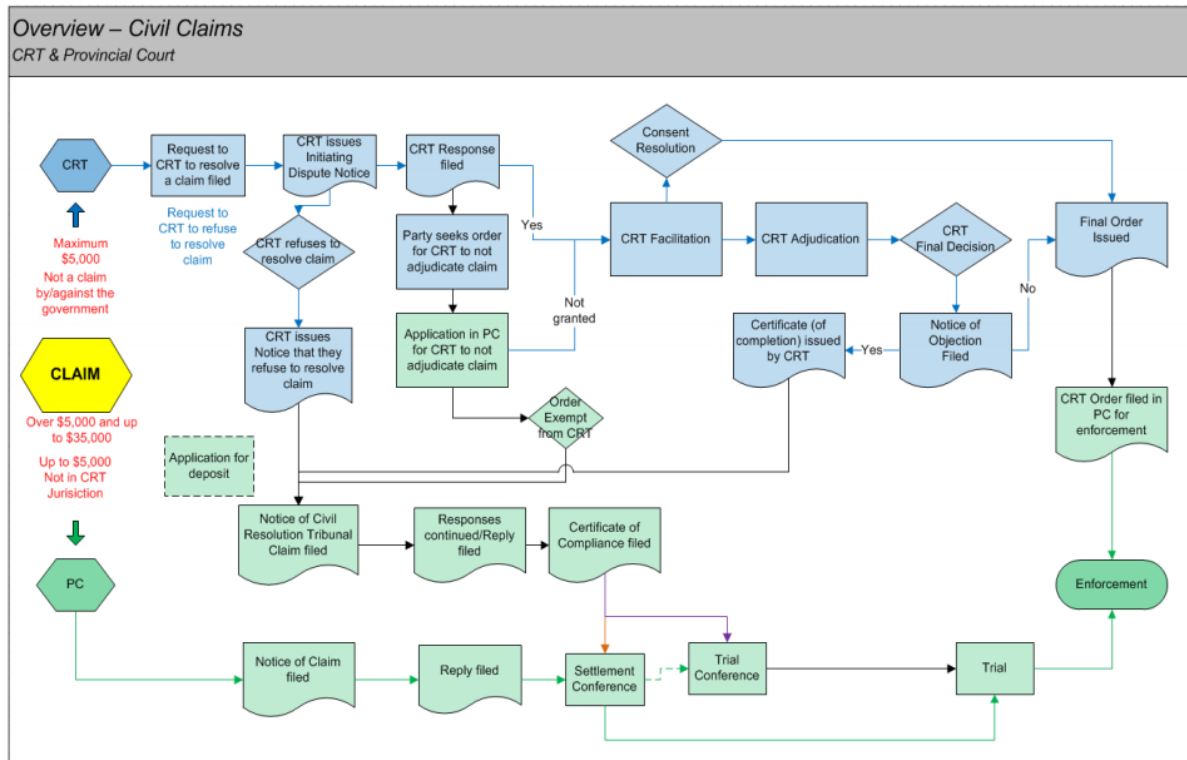 Overview – Civil Claims
CRT & Provincial Court
CRT
Request to
CRT to resolve
a claim filed
CRT issues
Initiating
Dispute Notice
CRT Response
filed
Consent
Resolution
Request to
CRT to refuse
to resolve
claim
CRT refuses to
resolve claim
Party seeks order
for CRT to not
adjudicate claim
Yes
CRT Facilitation
CRT Adjudication
CRT
Final Decision
Final Order
Issued
Maximum
$5,000
Not a claim
by/against the
government
Not
granted
No
CRT issues
Notice that they
refuse to resolve
claim
Application in PC
for CRT to not
adjudicate claim
Certificate (of
completion) issued
by CRT
Yes
Notice of
Objection
Filed
CLAIM
Over $5,000 and up
to $35,000
Up to $5,000
Not in CRT
Jurisiction
Order
Exempt
from CRT
CRT Order filed in
PC for
enforcement
Application for
deposit
Notice of Civil
Resolution Tribunal
Claim filed
Responses
continued/Reply
filed
Certificate of
Compliance filed
PC
Enforcement
Notice of Claim
filed
Reply filed
Settlement
Conference
Trial
Conference
Trial